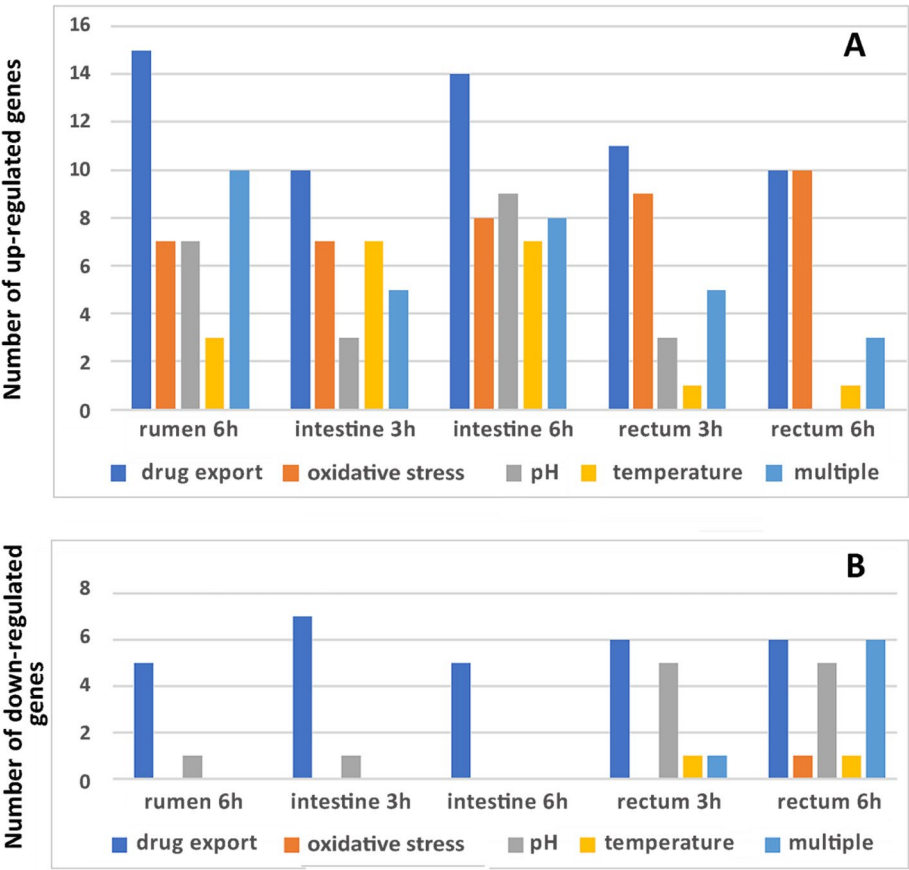 A
Number of up-regulated genes
16
14
12
10
8
6
4
2
0
rumen 6h intestine 3h intestine 6h rectum 3h rectum 6h
drug export oxidative stress pH temperature multiple
B
Number of down-regulated
genes
8
6
4
2
0
rumen 6h intestine 3h intestine 6h rectum 3h rectum 6h
drug export oxidative stress pH temperature multiple